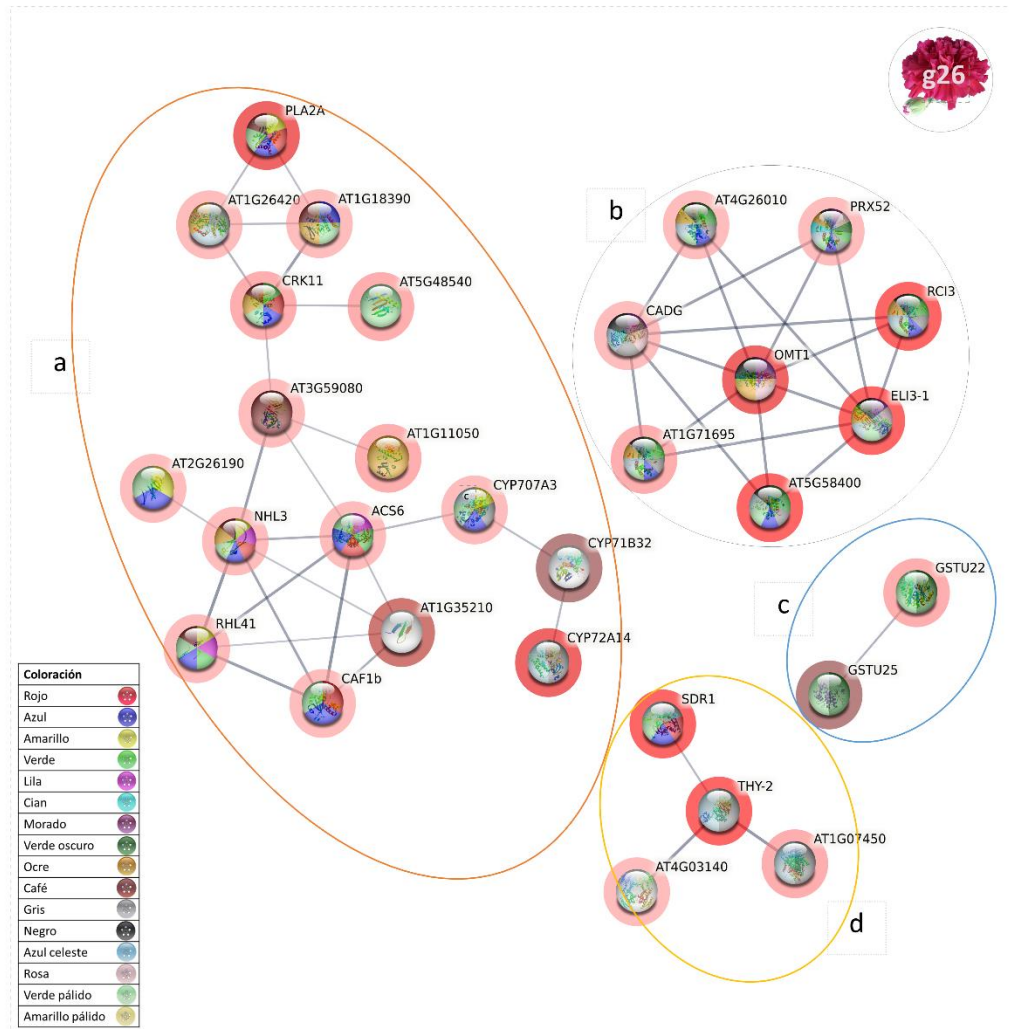 g26
a
PLA2A
AT1G26420
AT1G18390
CRK11
AT5G48540
AT3G59080
AT1G11050
AT2G26190
NHL3
ACS6
CYP707A3
c
CYP71B32
AT1G35210
RHL41
CAF1b
CYP72A14
b
AT4G26010
PRX52
RCI3
CADG
OMT1
ELI3-1
AT1G71695
AT5G58400
c
GSTU22
GSTU25
SDR1
THY-2
AT1G07450
AT4G03140
d
Coloración
Rojo
Azul
Amarillo
Verde
Lila
Cian
Morado
Verde oscuro
Ocre
Café
Gris
Negro
Azul celeste
Rosa
Verde pálido
Amarillo pálido